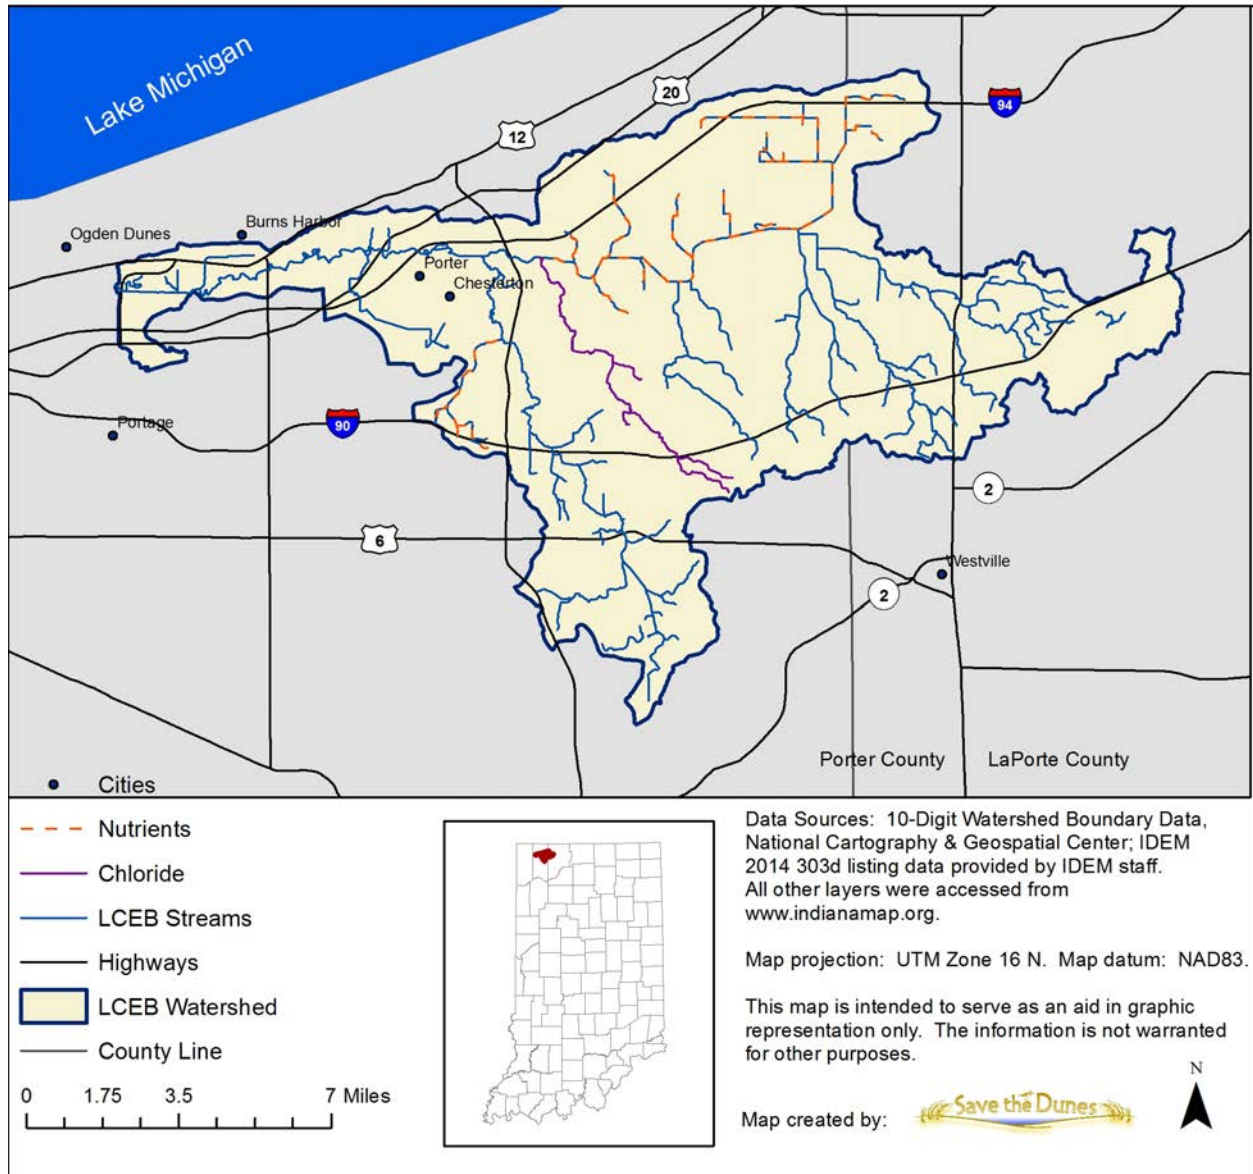 Lake Michigan
20
94
12
Burns Harbor
Ogden Dunes
Porter
Chesterton
Portage
90
2
6
Westville
2
Porter County
LaPorte County
Cities
Nutrients
Chloride
LCEB Streams
Highways
LCEB Watershed
County Line
0 1.75 3.5 7 Miles
Data Sources: 10-Digit Watershed Boundary Data,
National Cartography & Geospatial Center; IDEM
2014 303d listing data provided by IDEM staff.
All other layers were accessed from
www.indianamap.org.
Map projection: UTM Zone 16 N. Map datum: NAD83.
This map is intended to serve as an aid in graphic
representation only. The information is not warranted
for other purposes.
N
Map created by:
Save the Dunes